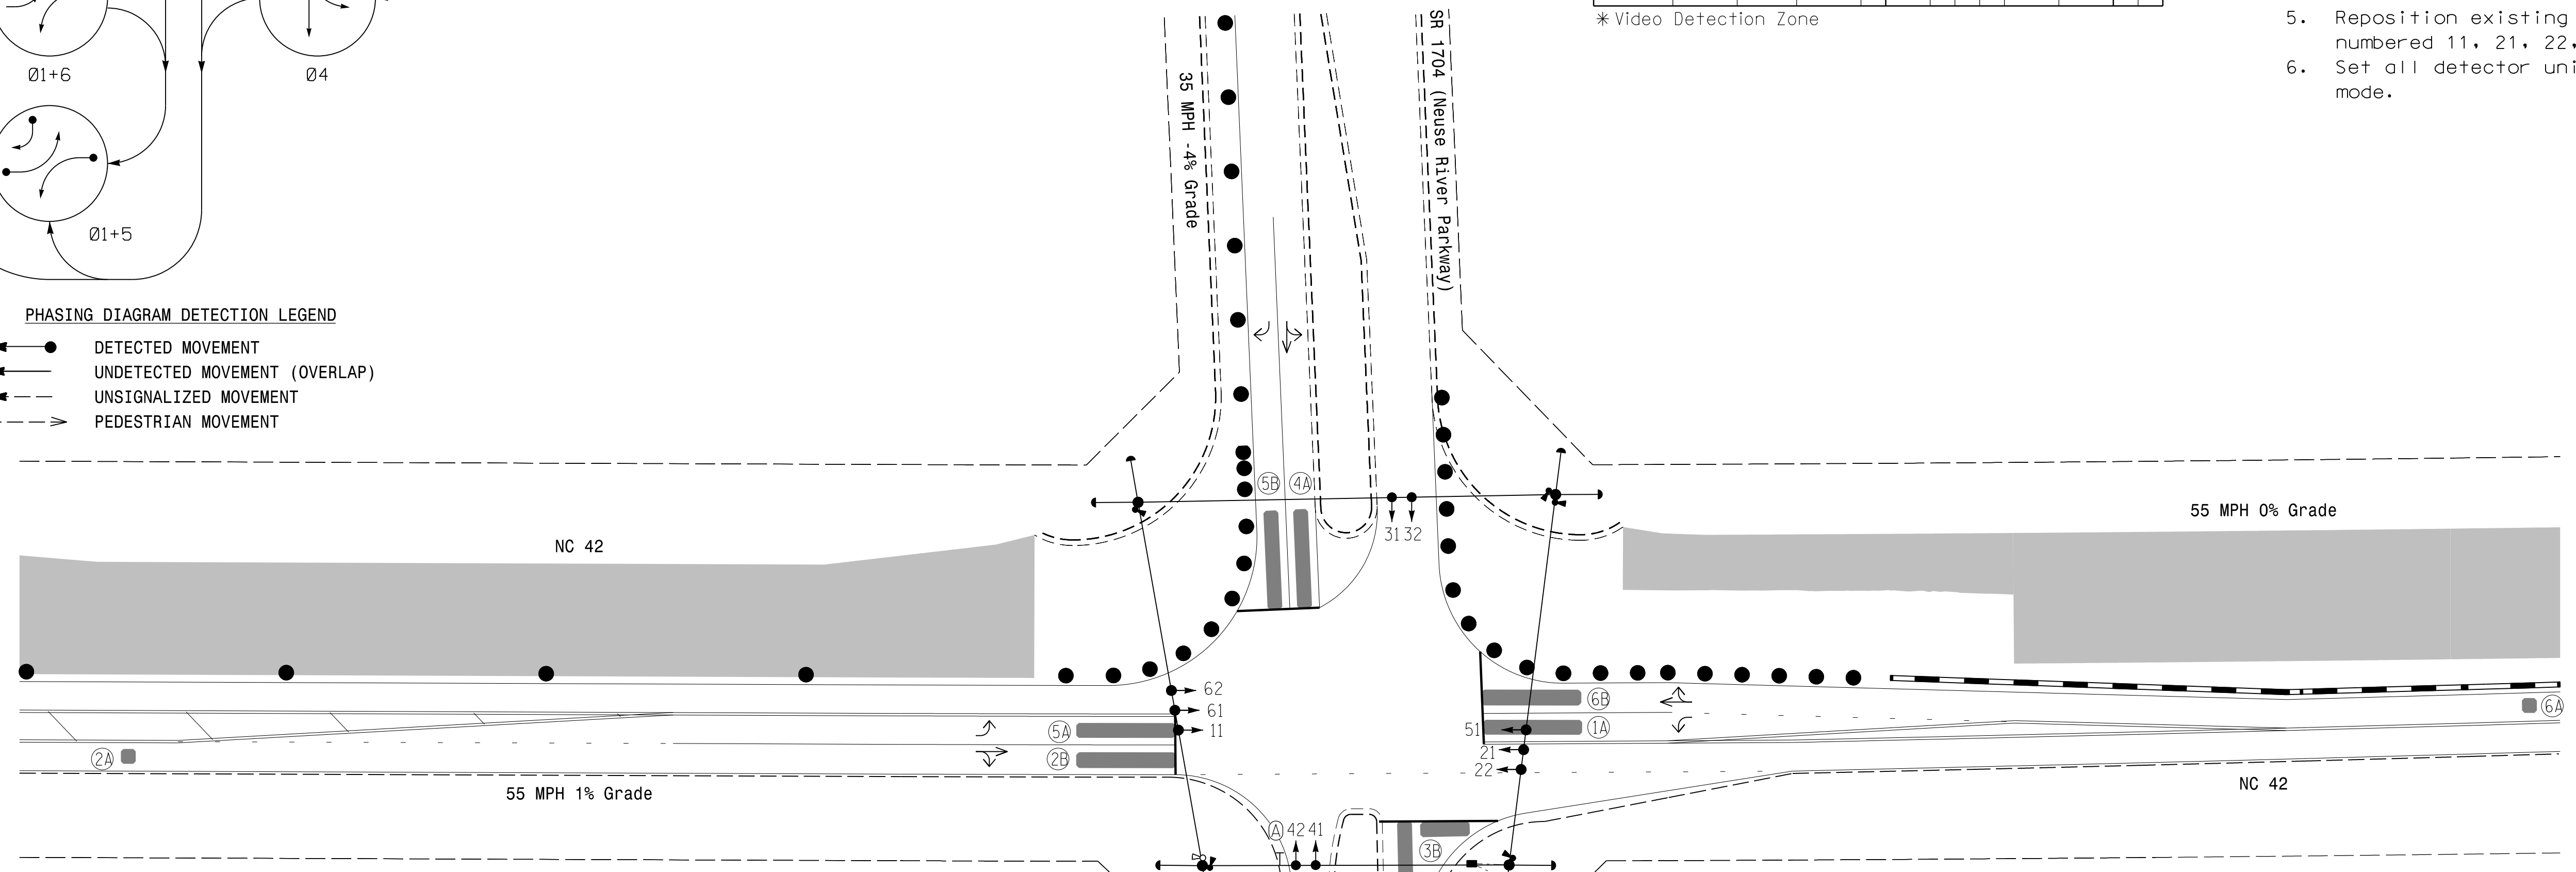 Ø1+6
Ø4
Ø1+5
PHASING DIAGRAM DETECTION LEGEND
DETECTED MOVEMENT
UNDETECTED MOVEMENT (OVERLAP)
UNSIGNALIZED MOVEMENT
PEDESTRIAN MOVEMENT
* Video Detection Zone
5. Reposition existing
numbered 11, 21, 22,
6. Set all detector uni
mode.
35 MPH -4% Grade
SR 1704 (Neuse River Parkway)
5B
4A
31 32
NC 42
55 MPH 0% Grade
62
61
11
5A
2B
2A
55 MPH 1% Grade
6B
1A
6A
51
21
22
NC 42
A
42 41
3B